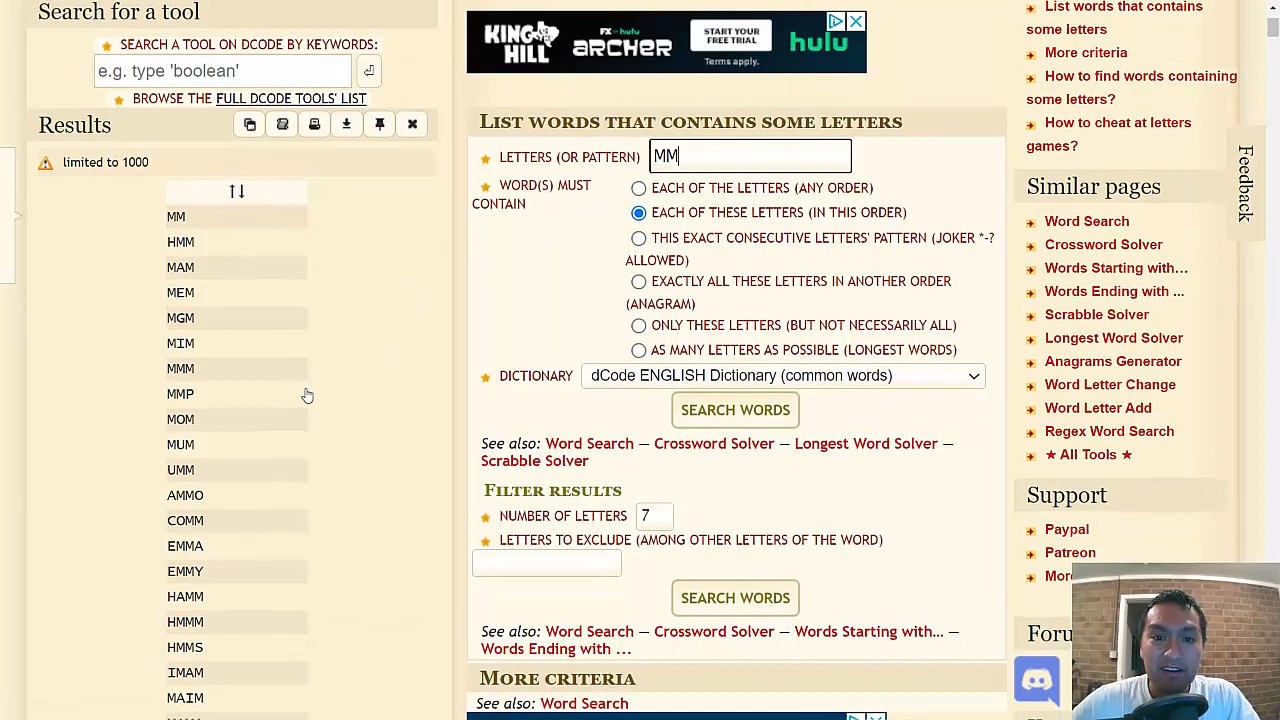 Search for a tool
SEARCH A TOOL ON DCODE BY KEYWORDS:
e.g. type 'boolean'
BROWSE THE FULL DCODE TOOLS' LIST
Results
limited to 1000
MM
HMM
MAM
MEM
MGM
MIM
MMM
MMP
MOM
MUM
UMM
AMMO
COMM
EMMA
EMMY
HAMM
HMMM
HMMS
IMAM
MAIM
KING
HILL
FX
hulu
ARCHER
START YOUR
FREE TRIAL
Terms apply.
hulu
LIST WORDS THAT CONTAINS SOME LETTERS
LETTERS (OR PATTERN) MM
WORD(S) MUST
CONTAIN
EACH OF THE LETTERS (ANY ORDER)
EACH OF THESE LETTERS (IN THIS ORDER)
THIS EXACT CONSECUTIVE LETTERS' PATTERN (JOKER *-?
ALLOWED)
EXACTLY ALL THESE LETTERS IN ANOTHER ORDER
(ANAGRAM)
ONLY THESE LETTERS (BUT NOT NECESSARILY ALL)
AS MANY LETTERS AS POSSIBLE (LONGEST WORDS)
DICTIONARY dCode ENGLISH Dictionary (common words)
SEARCH WORDS
See also: Word Search — Crossword Solver — Longest Word Solver —
Scrabble Solver
FILTER RESULTS
NUMBER OF LETTERS 7
LETTERS TO EXCLUDE (AMONG OTHER LETTERS OF THE WORD)
SEARCH WORDS
See also: Word Search — Crossword Solver — Words Starting with... —
Words Ending with ...
MORE CRITERIA
See also: Word Search
List words that contains
some letters
More criteria
How to find words containing
some letters?
How to cheat at letters
games?
Similar pages
Word Search
Crossword Solver
Words Starting with...
Words Ending with ...
Scrabble Solver
Longest Word Solver
Anagrams Generator
Word Letter Change
Word Letter Add
Regex Word Search
★ All Tools ★
Support
Paypal
Patreon
Feedback